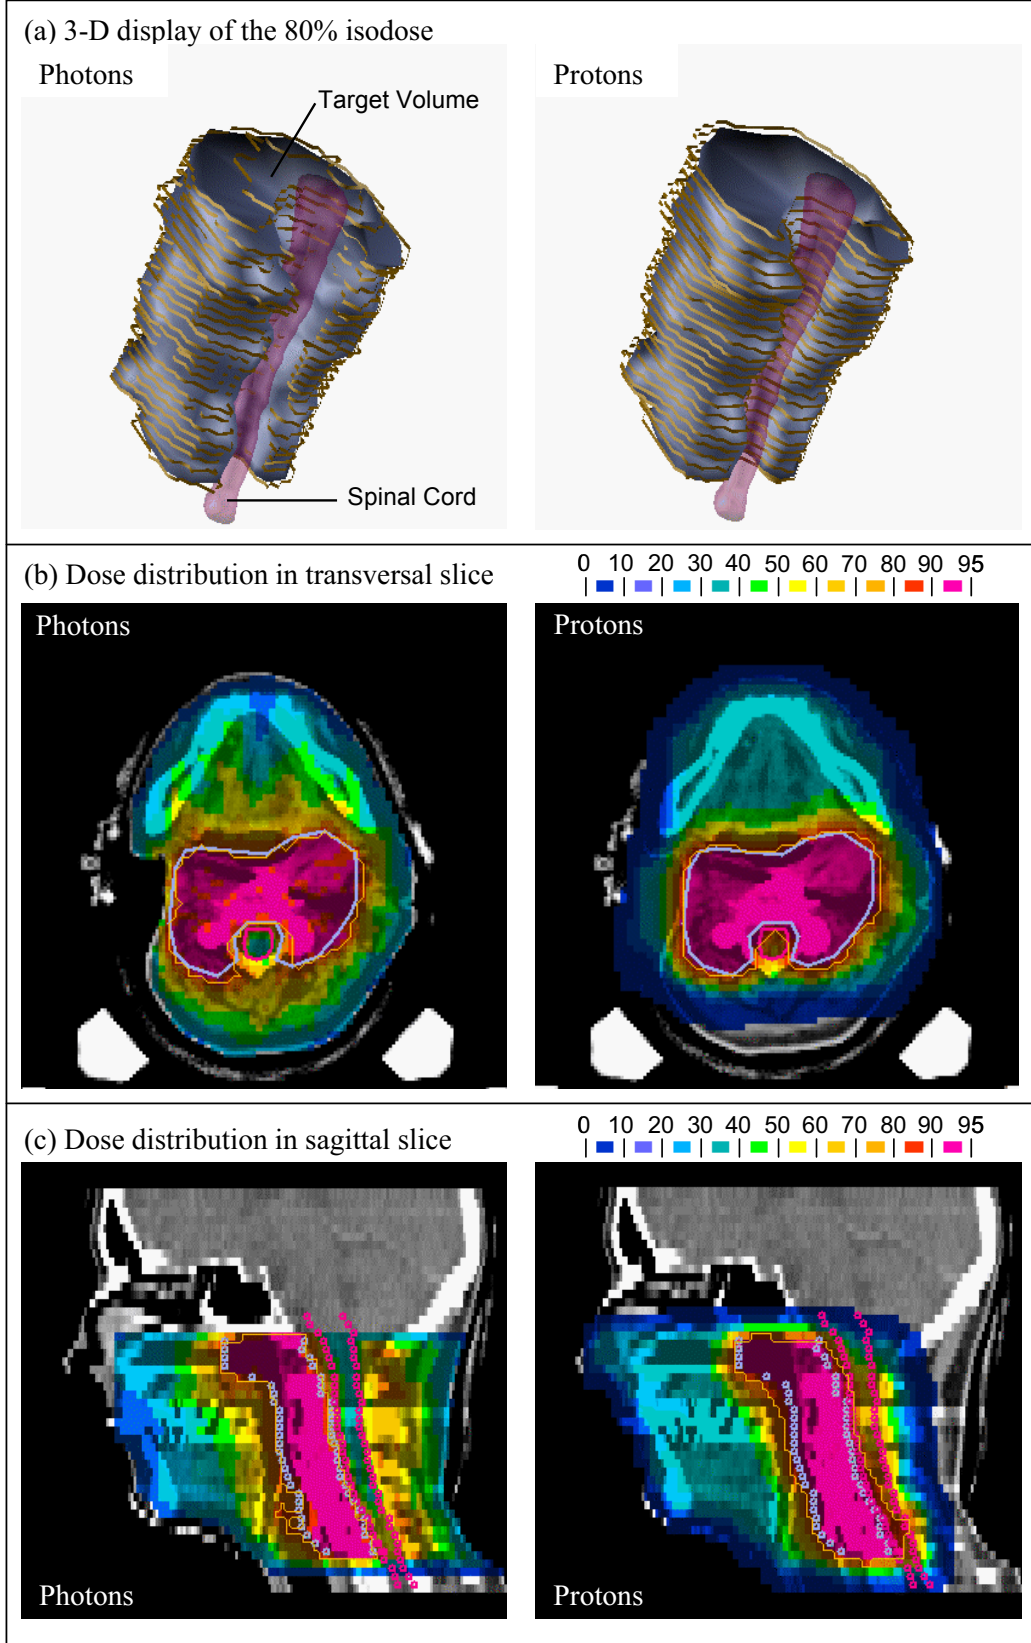 (a) 3-D display of the 80% isodose
Photons
Protons
Target Volume
Spinal Cord
(b) Dose distribution in transversal slice
0 10 20 30 40 50 60 70 80 90 95
Photons
Protons
(c) Dose distribution in sagittal slice
0 10 20 30 40 50 60 70 80 90 95
Photons
Protons